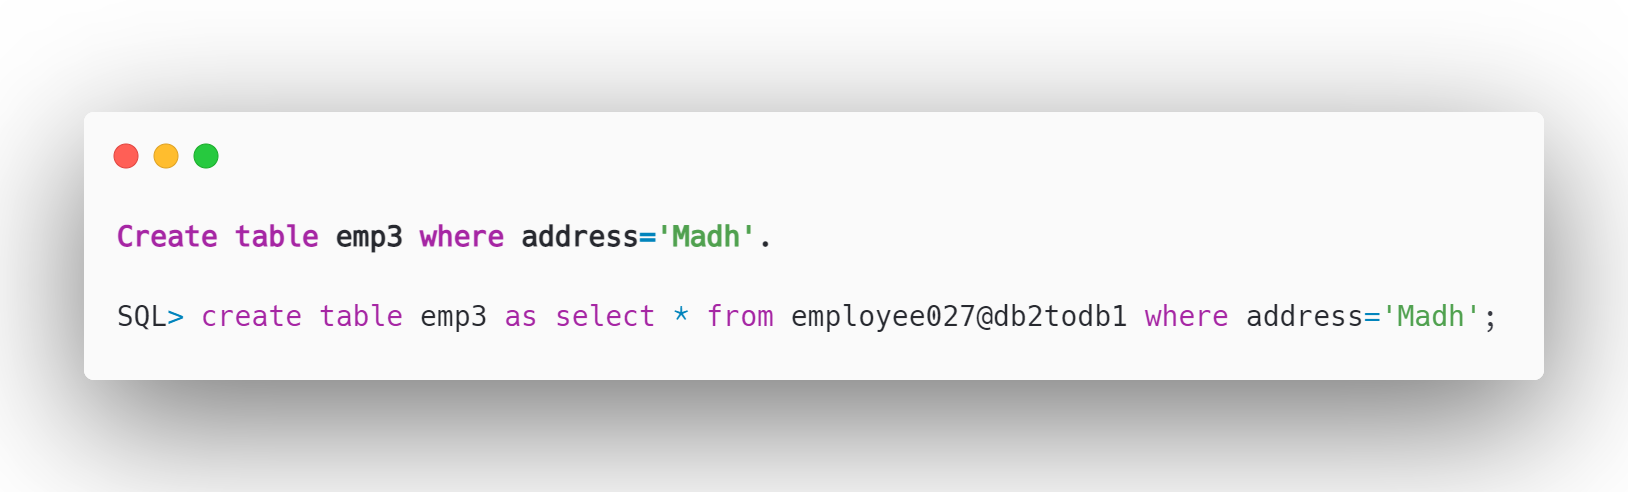 Create table emp3 where address='Madh'.
SQL> create table emp3 as select * from employee027@db2todb1 where address='Madh';